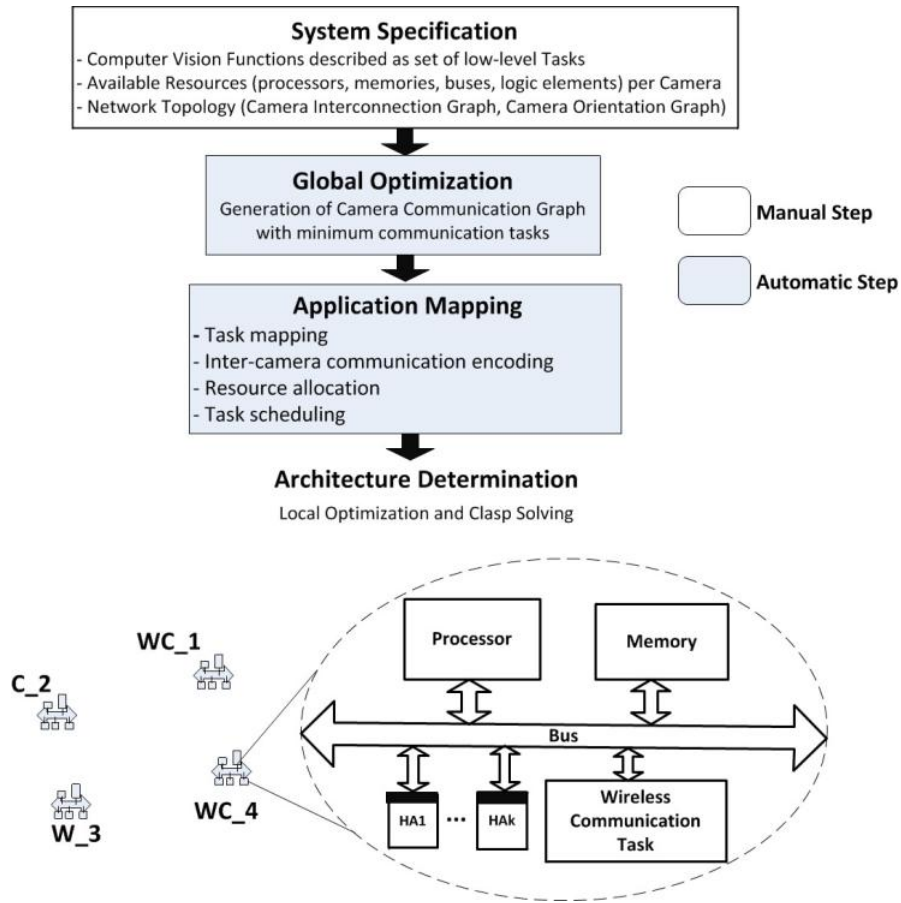 System Specification
- Computer Vision Functions described as set of low-level Tasks
- Available Resources (processors, memories, buses, logic elements) per Camera
- Network Topology (Camera Interconnection Graph, Camera Orientation Graph)
Global Optimization
Generation of Camera Communication Graph
with minimum communication tasks
Manual Step
Automatic Step
Application Mapping
- Task mapping
- Inter-camera communication encoding
- Resource allocation
- Task scheduling
Architecture Determination
Local Optimization and Clasp Solving
WC_1
C_2
W_3
WC_4
Processor
Memory
Bus
HA1
...
HAk
Wireless
Communication
Task